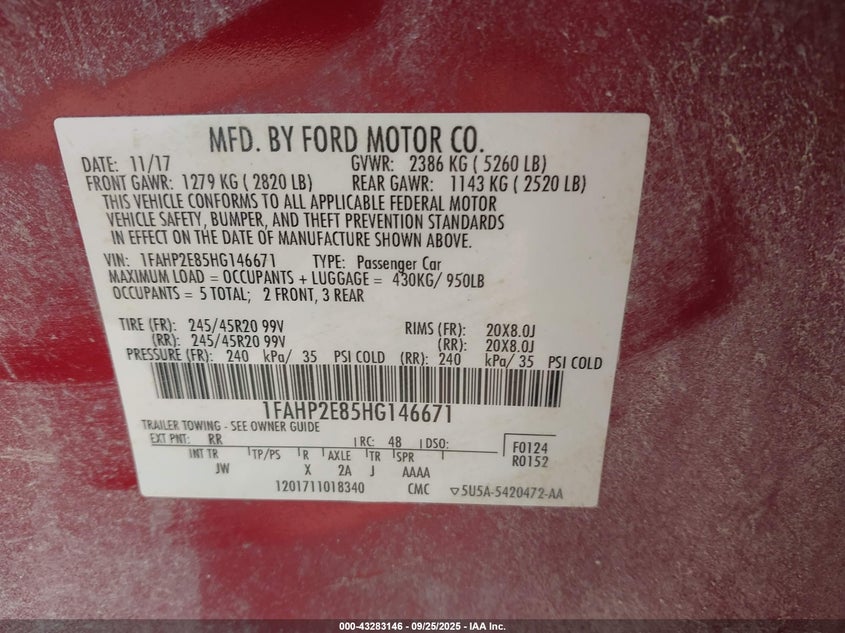 MFD. BY FORD MOTOR CO.
DATE: 11/17 GVWR: 2386 KG ( 5260 LB)
FRONT GAWR: 1279 KG ( 2820 LB) REAR GAWR: 1143 KG ( 2520 LB)
THIS VEHICLE CONFORMS TO ALL APPLICABLE FEDERAL MOTOR
VEHICLE SAFETY, BUMPER, AND THEFT PREVENTION STANDARDS
IN EFFECT ON THE DATE OF MANUFACTURE SHOWN ABOVE.
VIN: 1FAHP2E85HG146671 TYPE: Passenger Car
MAXIMUM LOAD = OCCUPANTS + LUGGAGE = 430KG/ 950LB
OCCUPANTS = 5 TOTAL; 2 FRONT, 3 REAR
TIRE (FR): 245/45R20 99V RIMS (FR): 20X8.0J
(RR): 245/45R20 99V (RR): 20X8.0J
PRESSURE (FR): 240 kPa/ 35 PSI COLD (RR): 240 kPa/ 35 PSI COLD
1FAHP2E85HG146671
TRAILER TOWING - SEE OWNER GUIDE
EXT PNT: RR RC: 48 DSO: F0124
INT TR TP/PS R AXLE TR SPR R0152
JW X 2A J AAAA
1201711018340 CMC ▽5U5A-5420472-AA
000-43283146 - 09/25/2025 - IAA Inc.